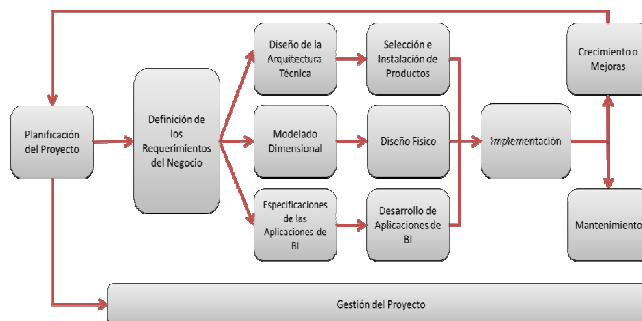 Planificación
del Proyecto
Definición de
los
Requerimientos
del Negocio
Diseño de la
Arquitectura
Técnica
Selección e
Instalación de
Productos
Modelado
Dimensional
Diseño Fisico
Especificaciones
de las
Aplicaciones de
BI
Desarrollo de
Aplicaciones de
BI
Implementación
Crecimiento o
Mejoras
Mantenimiento
Gestión del Proyecto